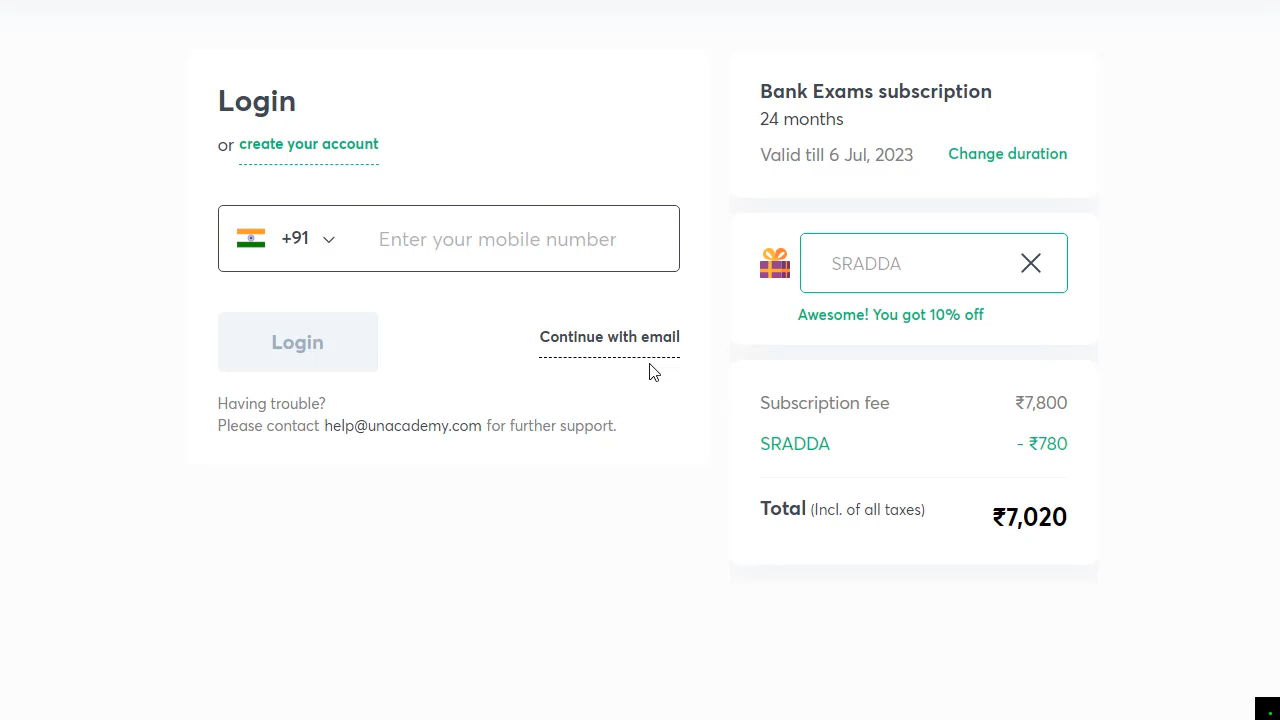 Login
or create your account
+91 Enter your mobile number
Login
Continue with email
Having trouble?
Please contact help@unacademy.com for further support.
Bank Exams subscription
24 months
Valid till 6 Jul, 2023 Change duration
SRADDA
Awesome! You got 10% off
Subscription fee ₹7,800
SRADDA - ₹780
Total (Incl. of all taxes) ₹7,020